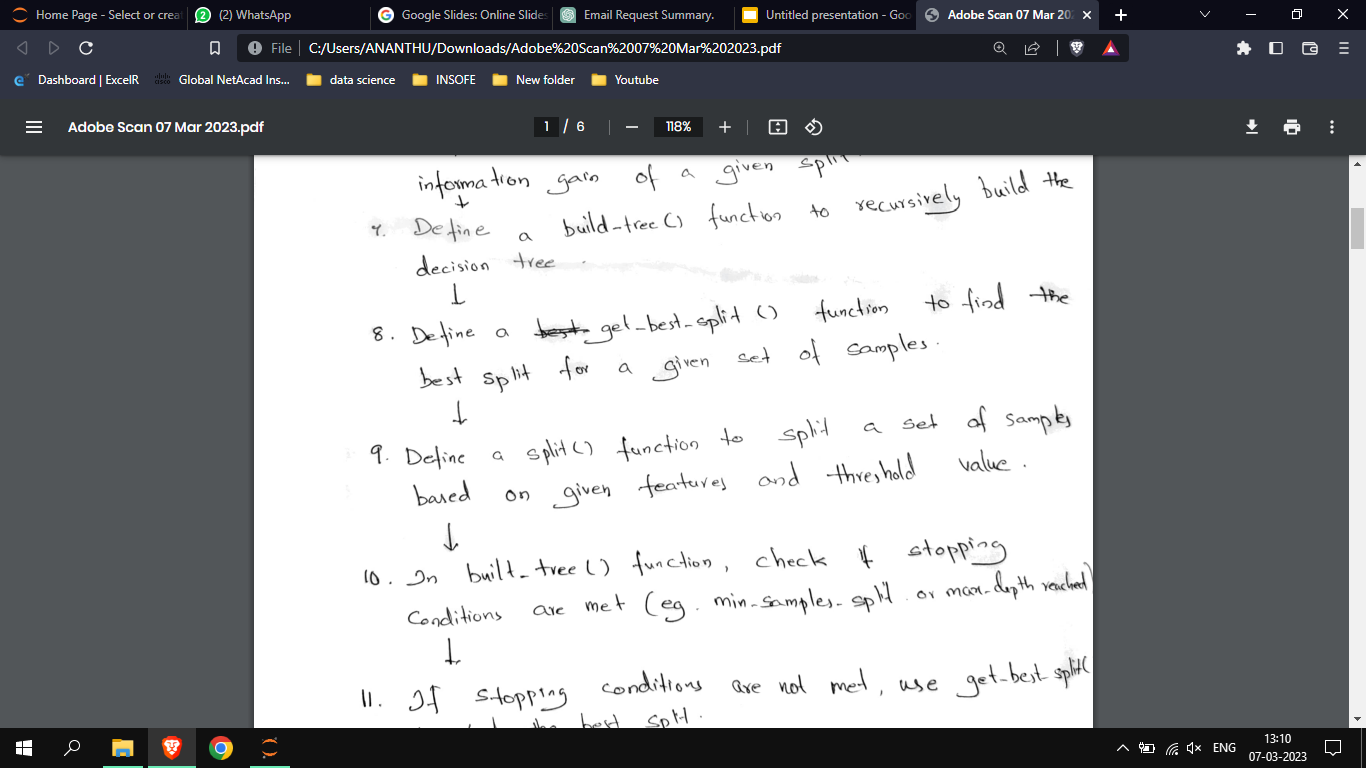 Home Page - Select or creat
(2) WhatsApp
Google Slides: Online Slides
Email Request Summary.
Untitled presentation - Goo
Adobe Scan 07 Mar 202
File C:/Users/ANANTHU/Downloads/Adobe%20Scan%2007%20Mar%202023.pdf
Dashboard | ExcelR
Global NetAcad Ins...
data science
INSOFE
New folder
Youtube
Adobe Scan 07 Mar 2023.pdf
1 / 6
118%
information gain of a given split
7. Define a build-tree() function to recursively build the
decision tree.
↓
8. Define a get-best-split () function to find the
best split for a given set of samples.
↓
9. Define a split() function to split a set of samples
based on given features and threshold value.
↓
10. In built-tree() function, check if stopping
Conditions are met (eg. min-samples-split or max-depth reached)
↓
11. If stopping conditions are not met, use get-best-split(
the best split.
ENG
13:10
07-03-2023